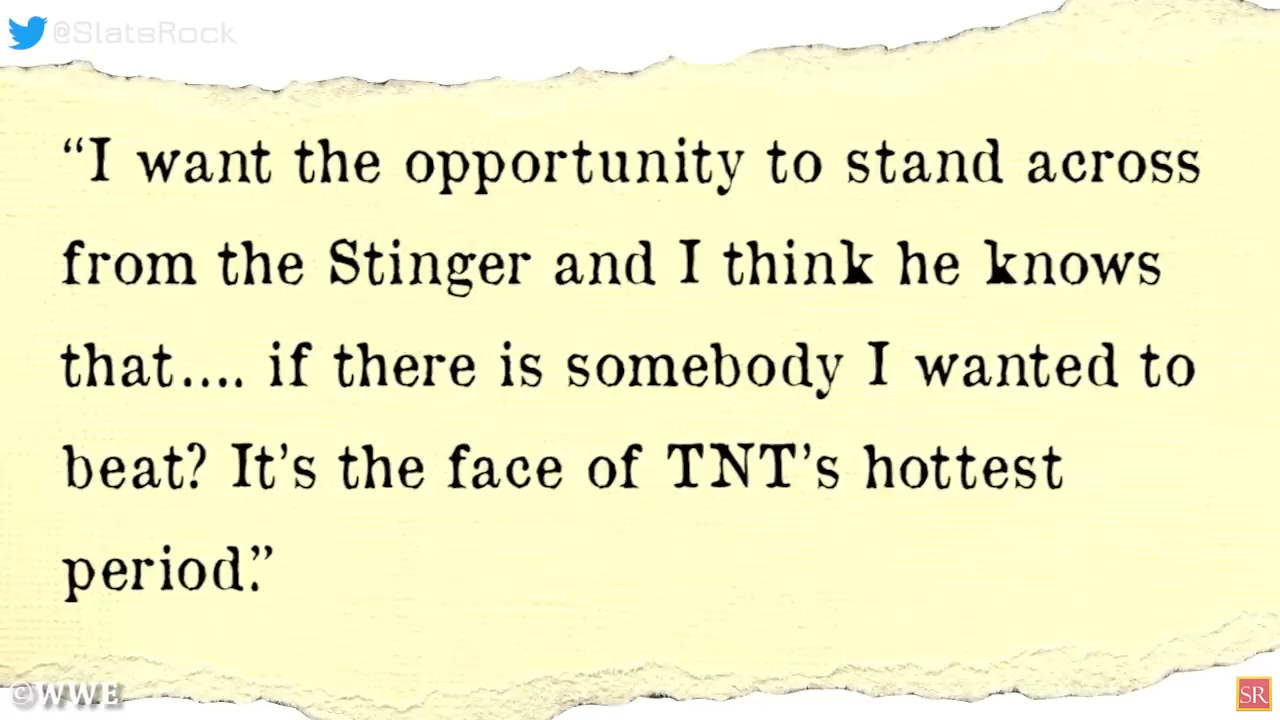 @SlatsRock
“I want the opportunity to stand across
from the Stinger and I think he knows
that.... if there is somebody I wanted to
beat? It’s the face of TNT’s hottest
period.”
©WWE
SR